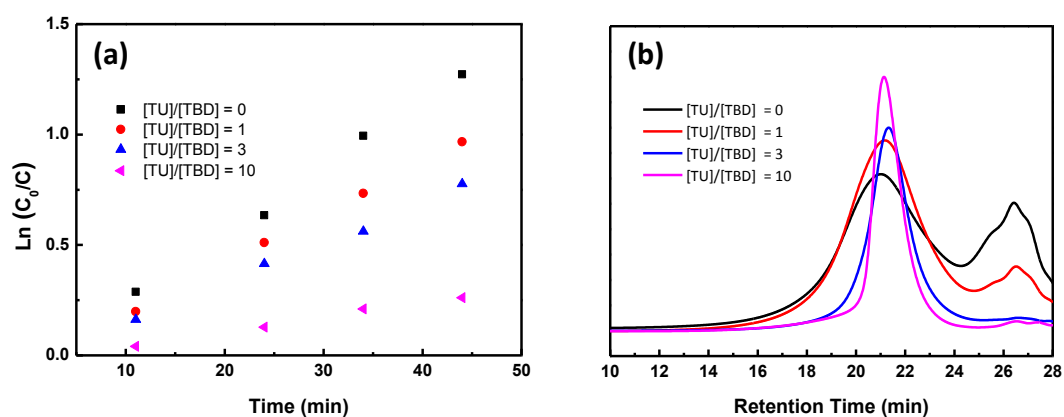 (a)
[TU]/[TBD] = 0
[TU]/[TBD] = 1
[TU]/[TBD] = 3
[TU]/[TBD] = 10
Ln (C₀/C)
1.5
1.0
0.5
0.0
10 20 30 40 50
Time (min)
(b)
[TU]/[TBD] = 0
[TU]/[TBD] = 1
[TU]/[TBD] = 3
[TU]/[TBD] = 10
10 12 14 16 18 20 22 24 26 28
Retention Time (min)